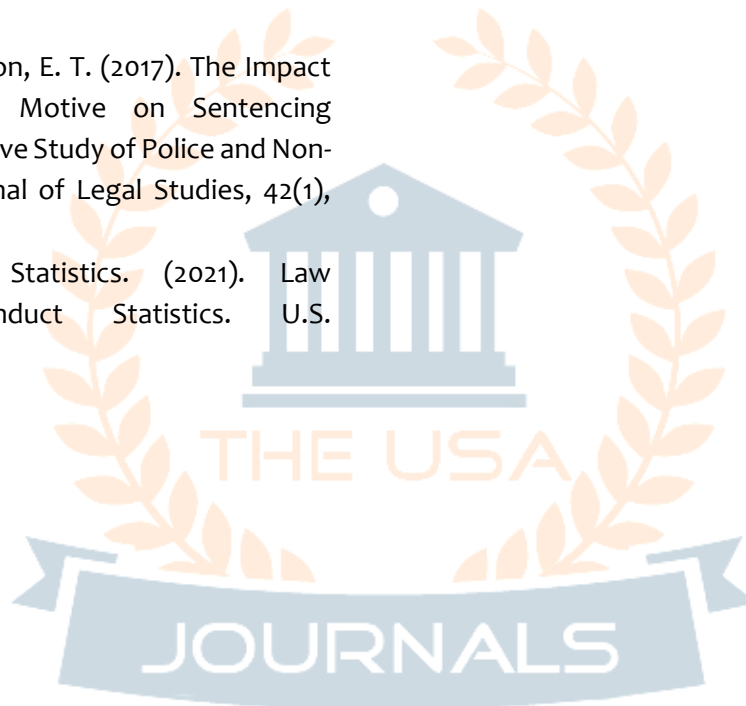 on, E. T. (2017). The Impact
Motive on Sentencing
ve Study of Police and Non-
nal of Legal Studies, 42(1),
Statistics. (2021). Law
nduct Statistics. U.S.
THE USA
JOURNALS